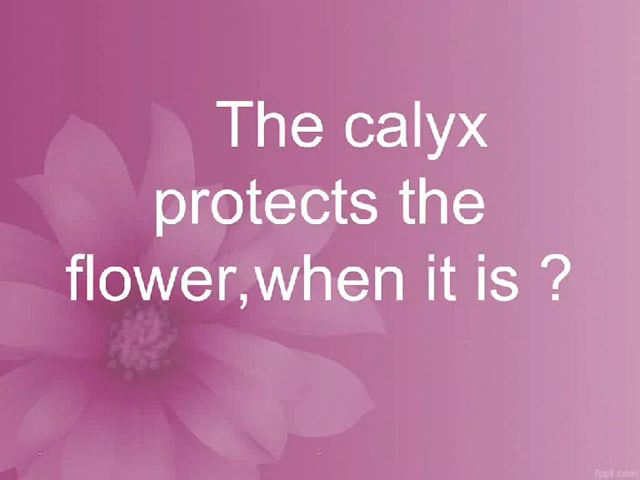 The calyx
protects the
flower,when it is ?
fppt.com